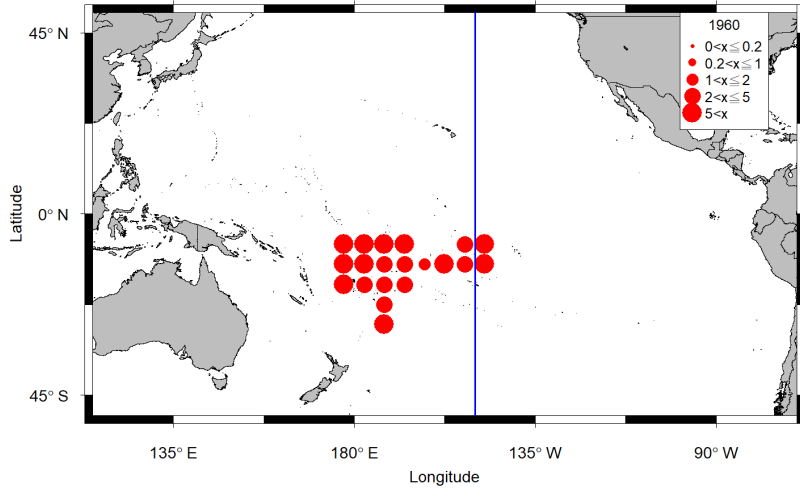 1960
0<x≦0.2
0.2<x≦1
1<x≦2
2<x≦5
5<x
45° N
0° N
45° S
Latitude
135° E
180° E
135° W
90° W
Longitude